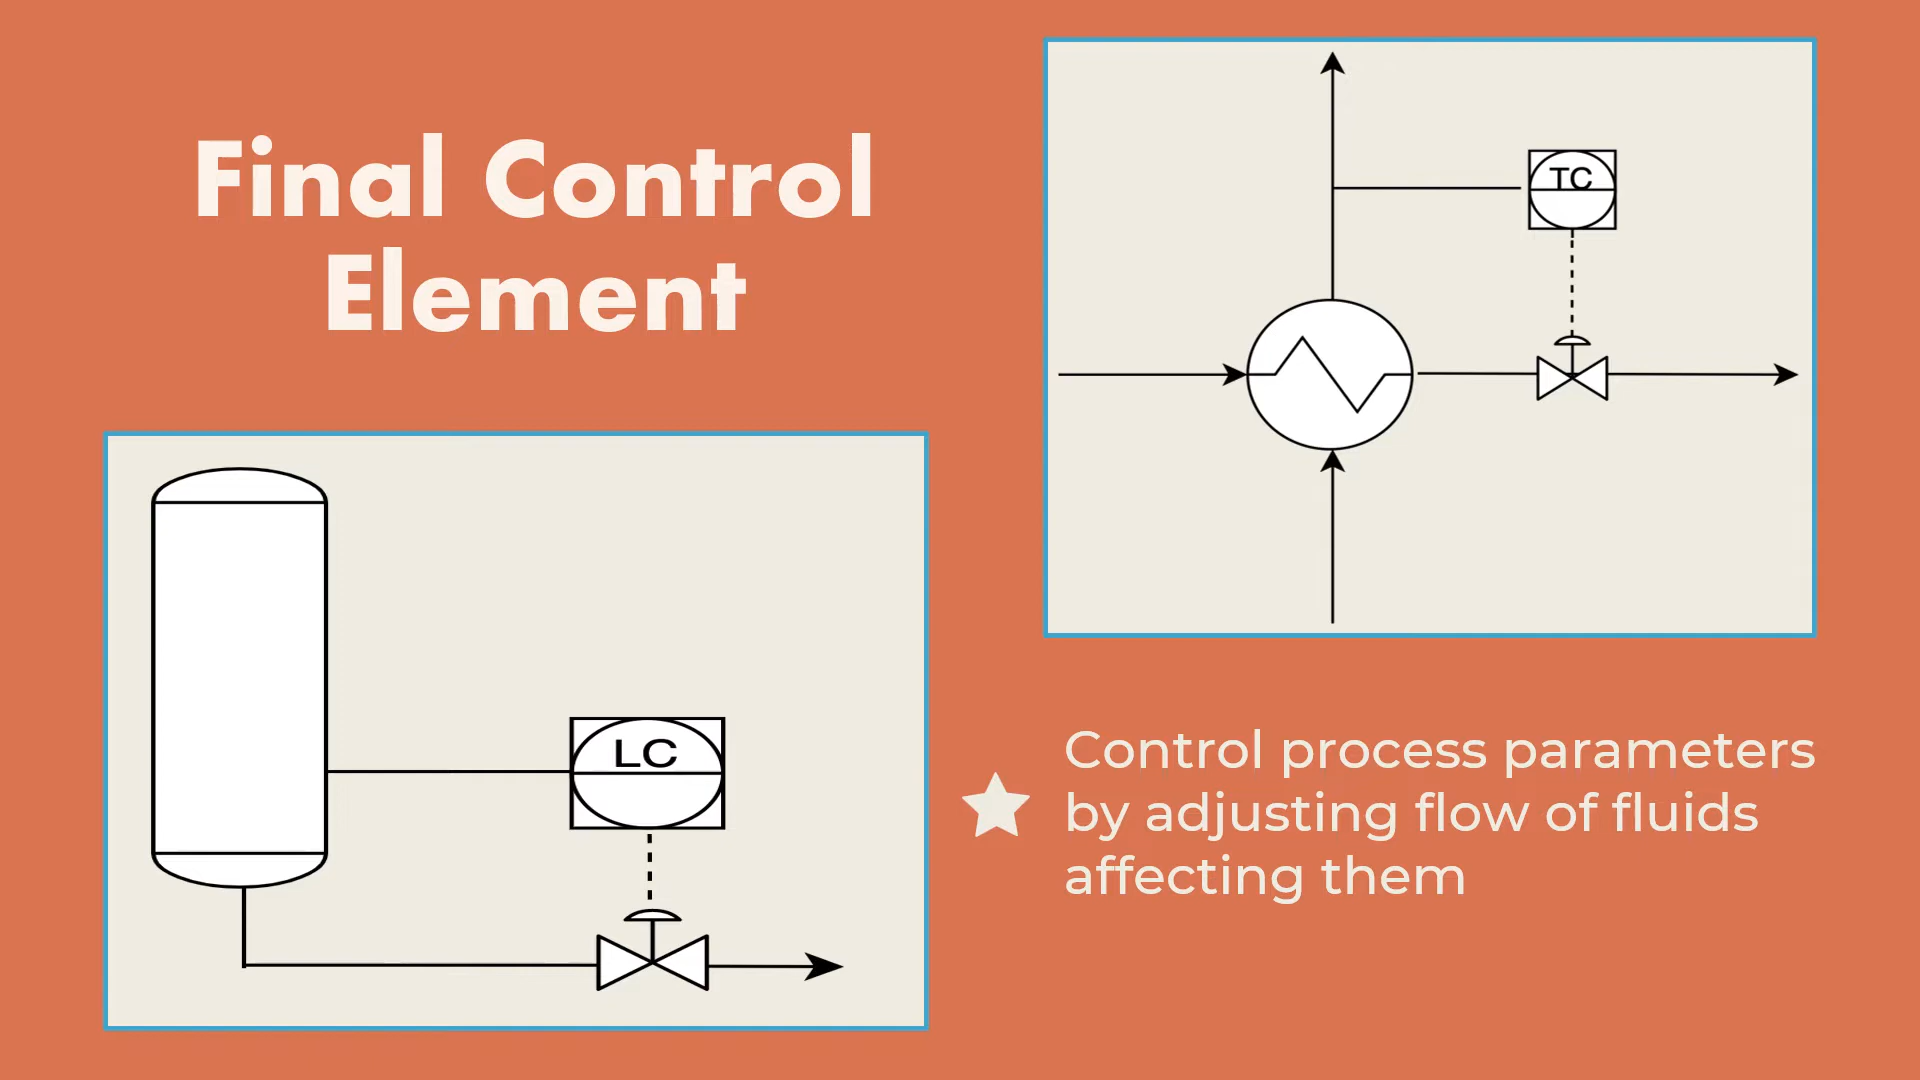 Final Control
Element
TC
LC
Control process parameters
by adjusting flow of fluids
affecting them